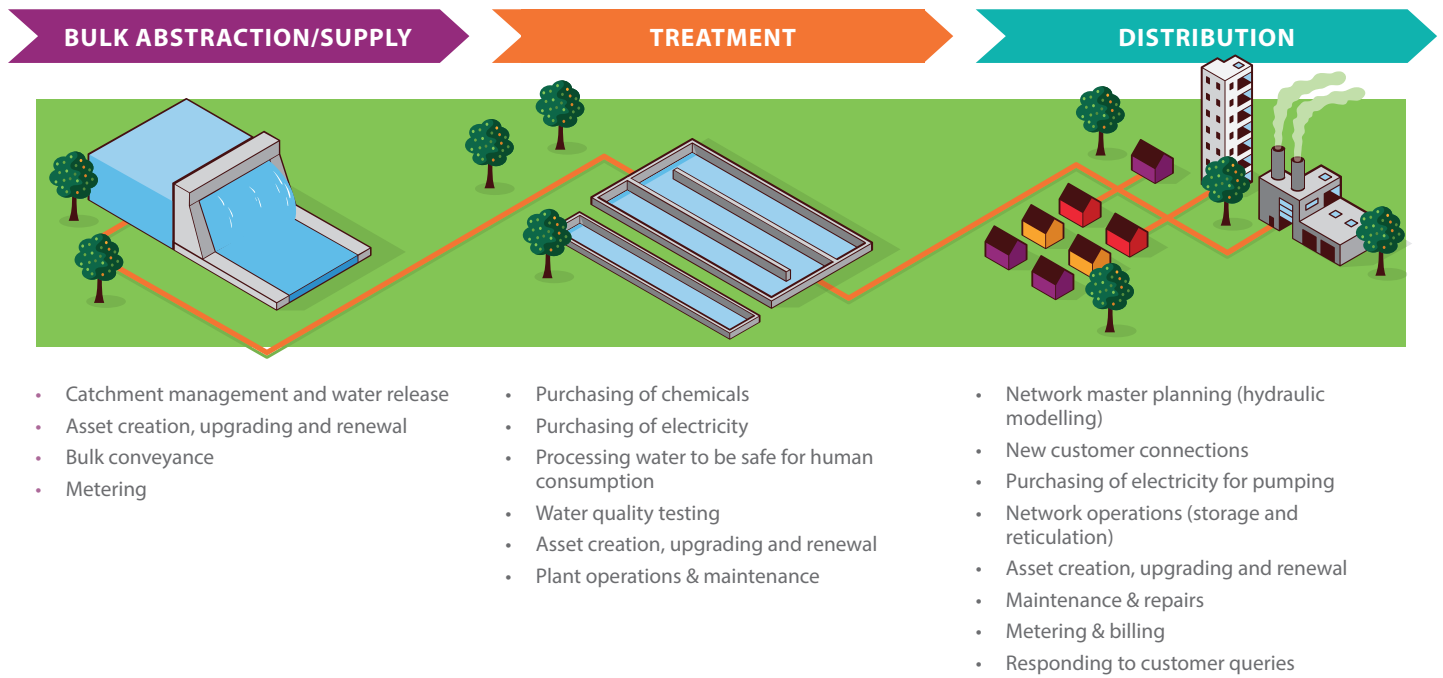 BULK ABSTRACTION/SUPPLY
TREATMENT
DISTRIBUTION
• Catchment management and water release
• Asset creation, upgrading and renewal
• Bulk conveyance
• Metering
• Purchasing of chemicals
• Purchasing of electricity
• Processing water to be safe for human
consumption
• Water quality testing
• Asset creation, upgrading and renewal
• Plant operations & maintenance
• Network master planning (hydraulic
modelling)
• New customer connections
• Purchasing of electricity for pumping
• Network operations (storage and
reticulation)
• Asset creation, upgrading and renewal
• Maintenance & repairs
• Metering & billing
• Responding to customer queries